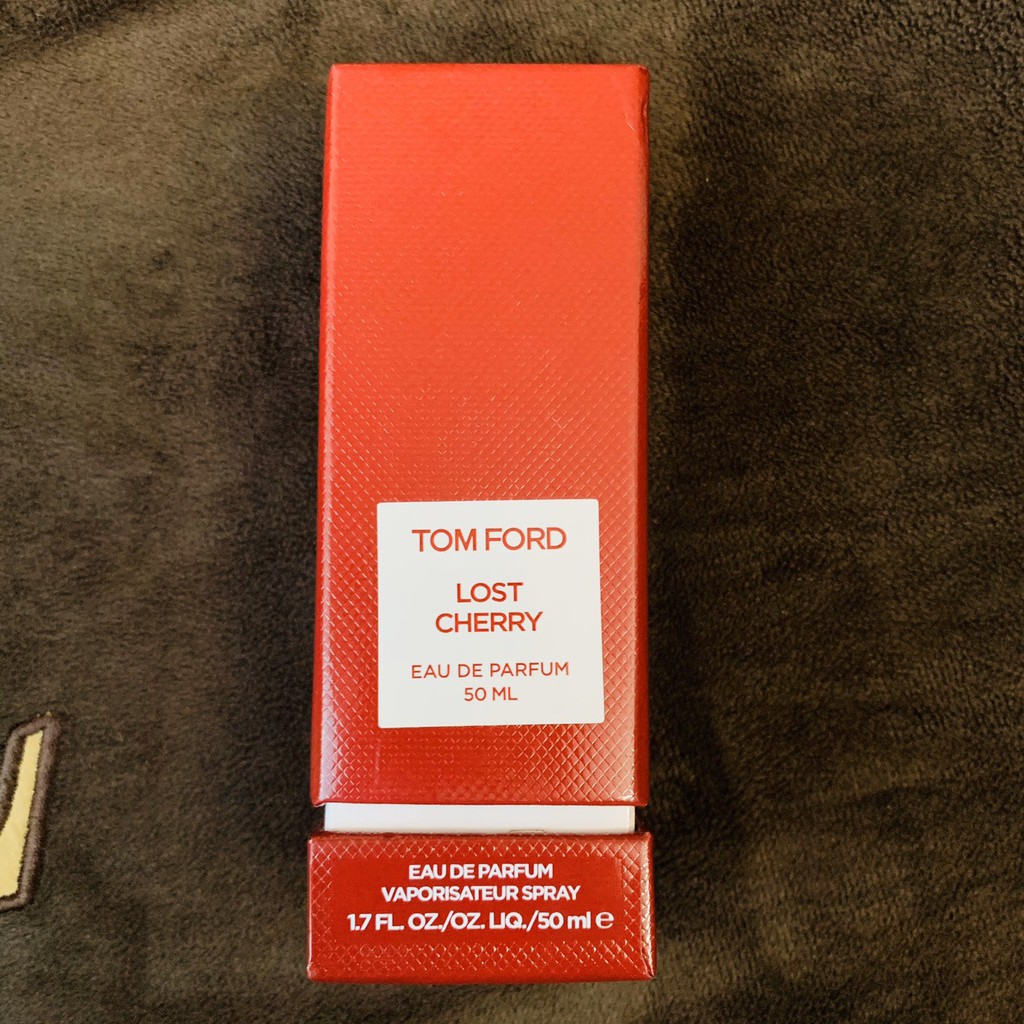 TOM FORD
LOST
CHERRY
EAU DE PARFUM
50 ML
EAU DE PARFUM
VAPORISATEUR SPRAY
1.7 FL. OZ./OZ. LIQ./50 ml ℮